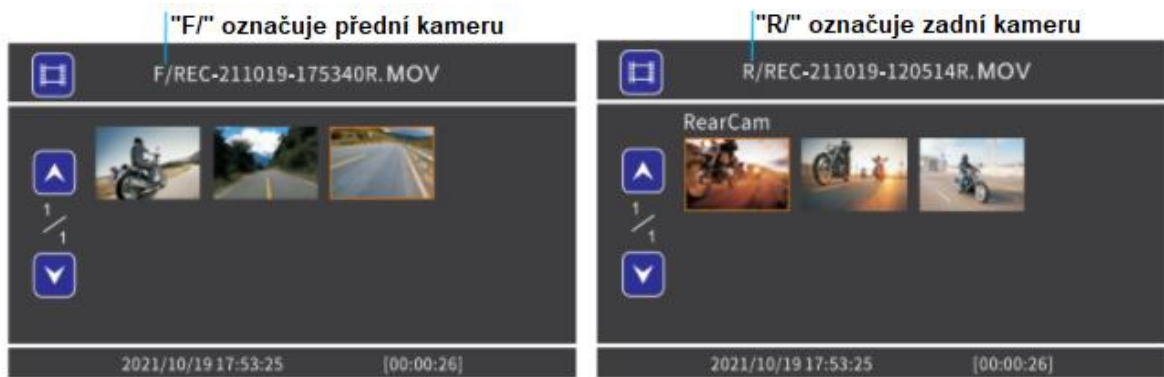 "F/" označuje přední kameru
F/REC-211019-175340R.MOV
1/1
2021/10/19 17:53:25 [00:00:26]
"R/" označuje zadní kameru
R/REC-211019-120514R.MOV
RearCam
1/1
2021/10/19 17:53:25 [00:00:26]